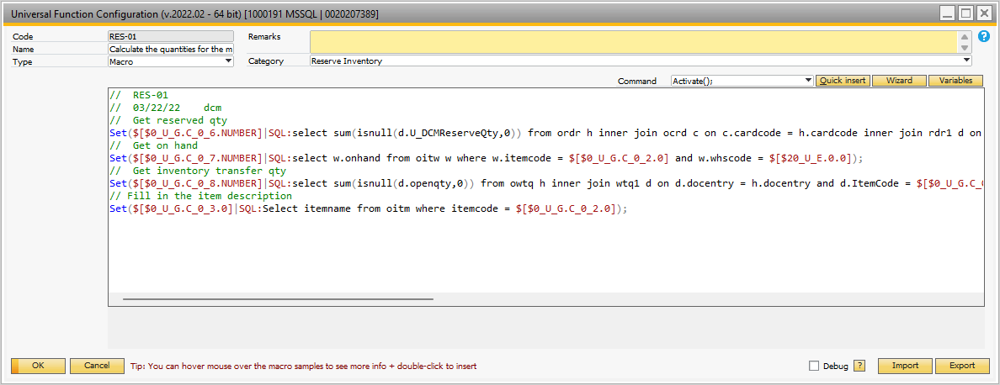 Universal Function Configuration (v.2022.02 - 64 bit) [1000191 MSSQL | 0020207389]
Code RES-01 Remarks ?
Name Calculate the quantities for the m
Type Macro Category Reserve Inventory
Command Activate(); Quick insert Wizard Variables
// RES-01
// 03/22/22 dcm
// Get reserved qty
Set($[$0_U_G.C_0_6.NUMBER]|SQL:select sum(isnull(d.U_DCMReserveQty,0)) from ordr h inner join ocrd c on c.cardcode = h.cardcode inner join rdr1 d on
// Get on hand
Set($[$0_U_G.C_0_7.NUMBER]|SQL:select w.onhand from oitw w where w.itemcode = $[$0_U_G.C_0_2.0] and w.whscode = $[$20_U_E.0.0]);
// Get inventory transfer qty
Set($[$0_U_G.C_0_8.NUMBER]|SQL:select sum(isnull(d.openqty,0)) from owtq h inner join wtq1 d on d.docentry = h.docentry and d.ItemCode = $[$0_U_G.C_0
// Fill in the item description
Set($[$0_U_G.C_0_3.0]|SQL:Select itemname from oitm where itemcode = $[$0_U_G.C_0_2.0]);
OK Cancel Tip: You can hover mouse over the macro samples to see more info + double-click to insert Debug ? Import Export